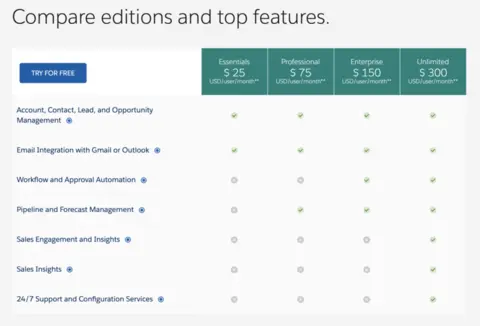 Compare editions and top features.
TRY FOR FREE
Essentials
$ 25
USD/user/month**
Professional
$ 75
USD/user/month**
Enterprise
$ 150
USD/user/month**
Unlimited
$ 300
USD/user/month**
Account, Contact, Lead, and Opportunity
Management
Email Integration with Gmail or Outlook
Workflow and Approval Automation
Pipeline and Forecast Management
Sales Engagement and Insights
Sales Insights
24/7 Support and Configuration Services